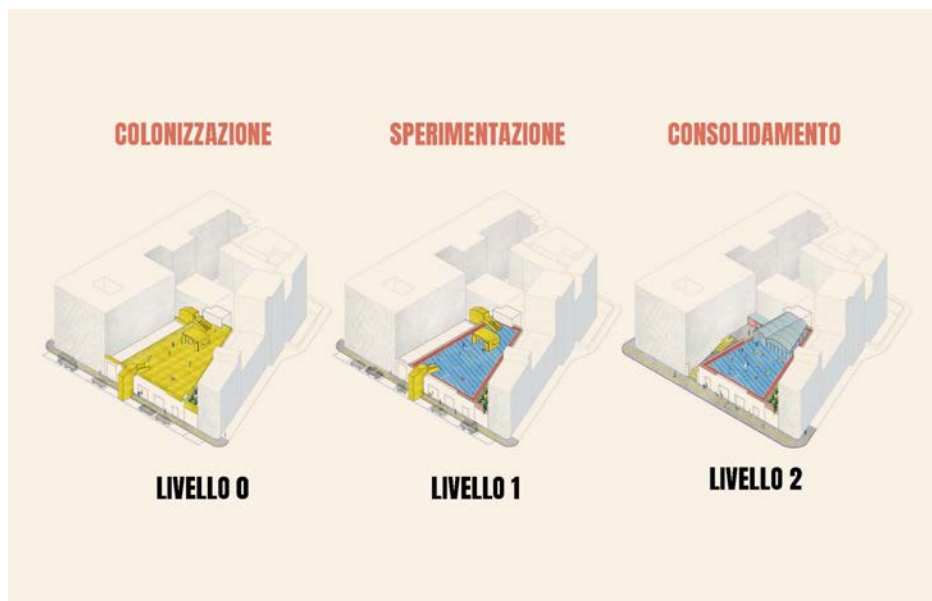 COLONIZZAZIONE
SPERIMENTAZIONE
CONSOLIDAMENTO
LIVELLO 0
LIVELLO 1
LIVELLO 2